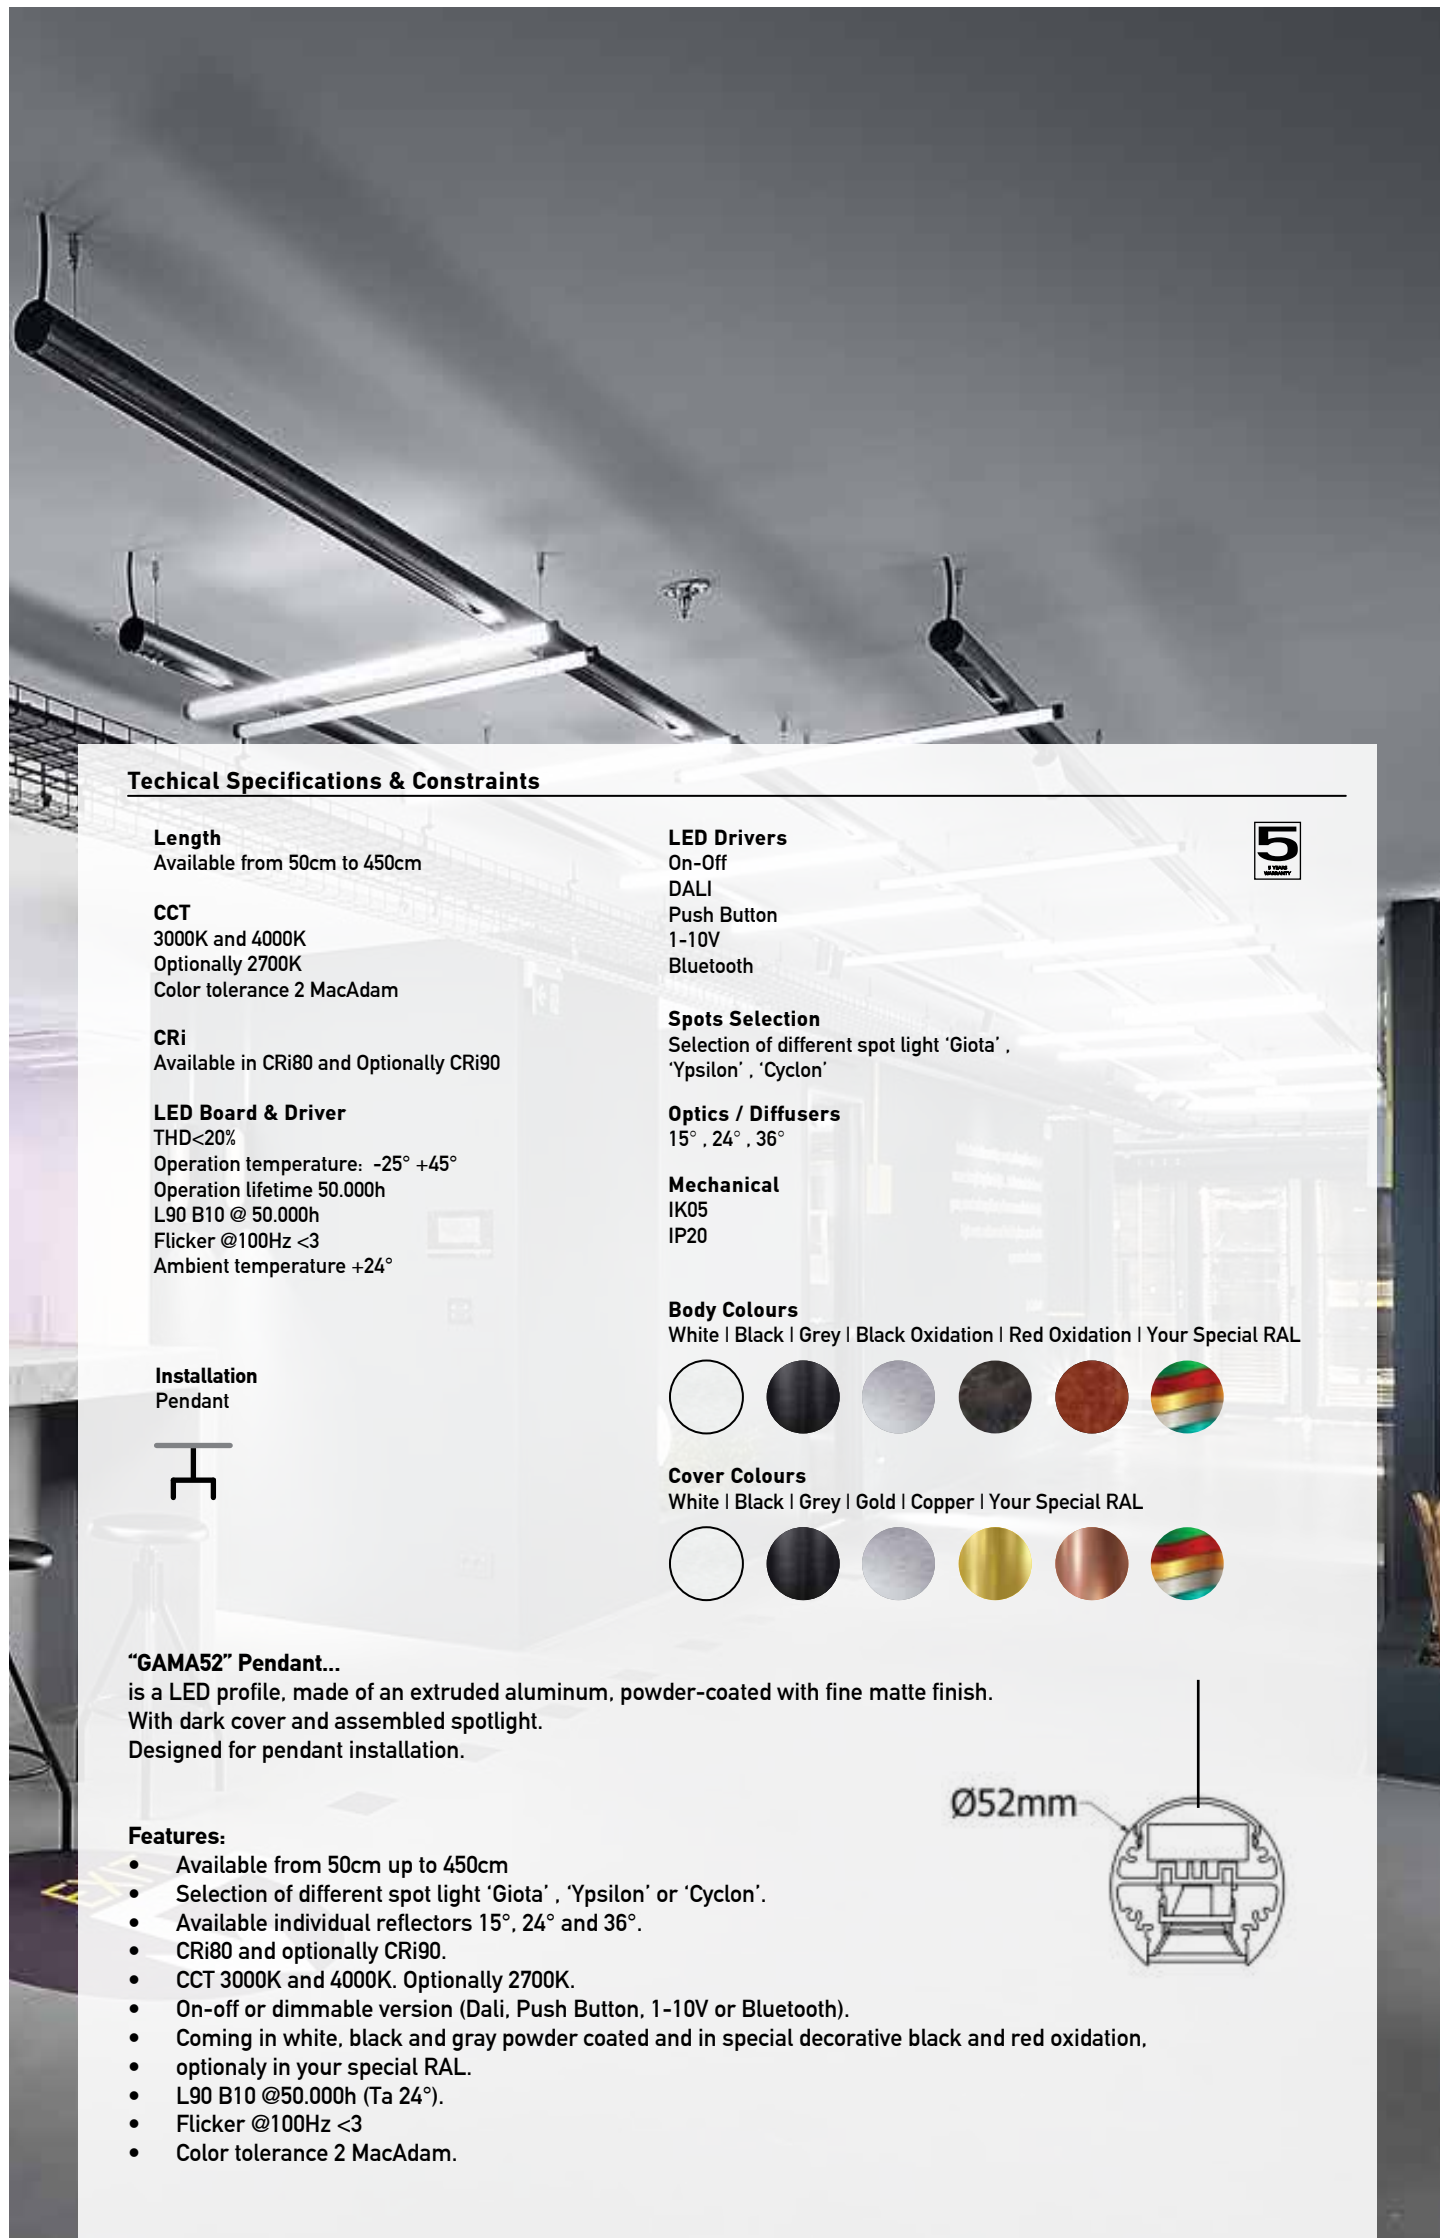 Techical Specifications & Constraints
Length
Available from 50cm to 450cm
CCT
3000K and 4000K
Optionally 2700K
Color tolerance 2 MacAdam
CRi
Available in CRi80 and Optionally CRi90
LED Board & Driver
THD<20%
Operation temperature:  -25° +45°
Operation lifetime 50.000h
L90 B10 @ 50.000h
Flicker @100Hz <3
Ambient temperature +24°
Installation
Pendant
LED Drivers
On-Off
DALI
Push Button
1-10V
Bluetooth
5
5 YEARS
WARRANTY
Spots Selection
Selection of different spot light ‘Giota’ ,
‘Ypsilon’ , ‘Cyclon’
Optics / Diffusers
15° , 24° , 36°
Mechanical
IK05
IP20
Body Colours
White | Black | Grey | Black Oxidation | Red Oxidation | Your Special RAL
Cover Colours
White | Black | Grey | Gold | Copper | Your Special RAL
“GAMA52” Pendant...
is a LED profile, made of an extruded aluminum, powder-coated with fine matte finish.
With dark cover and assembled spotlight.
Designed for pendant installation.
Ø52mm
Features:
• Available from 50cm up to 450cm
• Selection of different spot light ‘Giota’ , ‘Ypsilon’ or ‘Cyclon’.
• Available individual reflectors 15°, 24° and 36°.
• CRi80 and optionally CRi90.
• CCT 3000K and 4000K. Optionally 2700K.
• On-off or dimmable version (Dali, Push Button, 1-10V or Bluetooth).
• Coming in white, black and gray powder coated and in special decorative black and red oxidation,
• optionaly in your special RAL.
• L90 B10 @50.000h (Ta 24°).
• Flicker @100Hz <3
• Color tolerance 2 MacAdam.
EXIT